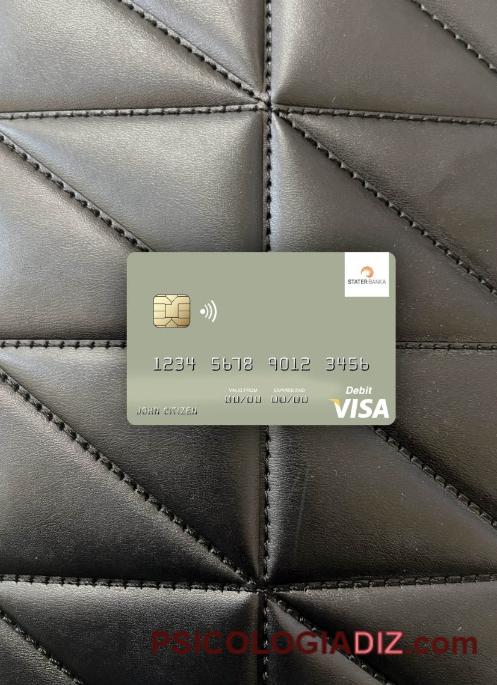 STATER:BANKA
1234 5678 9012 3456
VALID FROM EXPIRES END
00/00 00/00
JOHN CITIZEN
Debit
VISA
PSICOLOGIADIZ.com